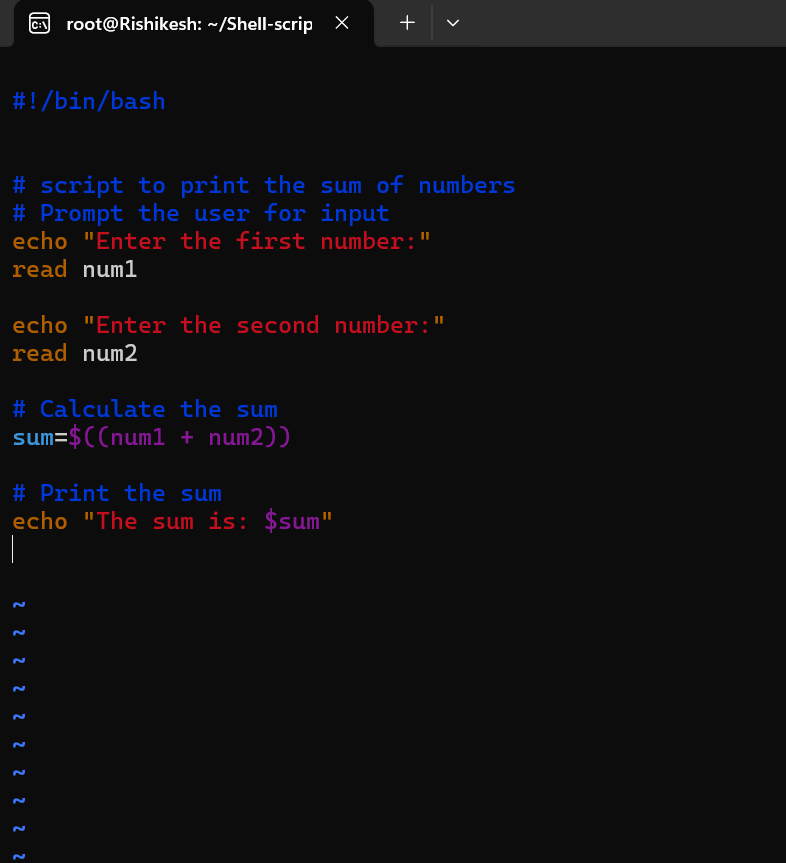 root@Rishikesh: ~/Shell-scrip
#!/bin/bash
# script to print the sum of numbers
# Prompt the user for input
echo "Enter the first number:"
read num1
echo "Enter the second number:"
read num2
# Calculate the sum
sum=$((num1 + num2))
# Print the sum
echo "The sum is: $sum"
~
~
~
~
~
~
~
~
~
~